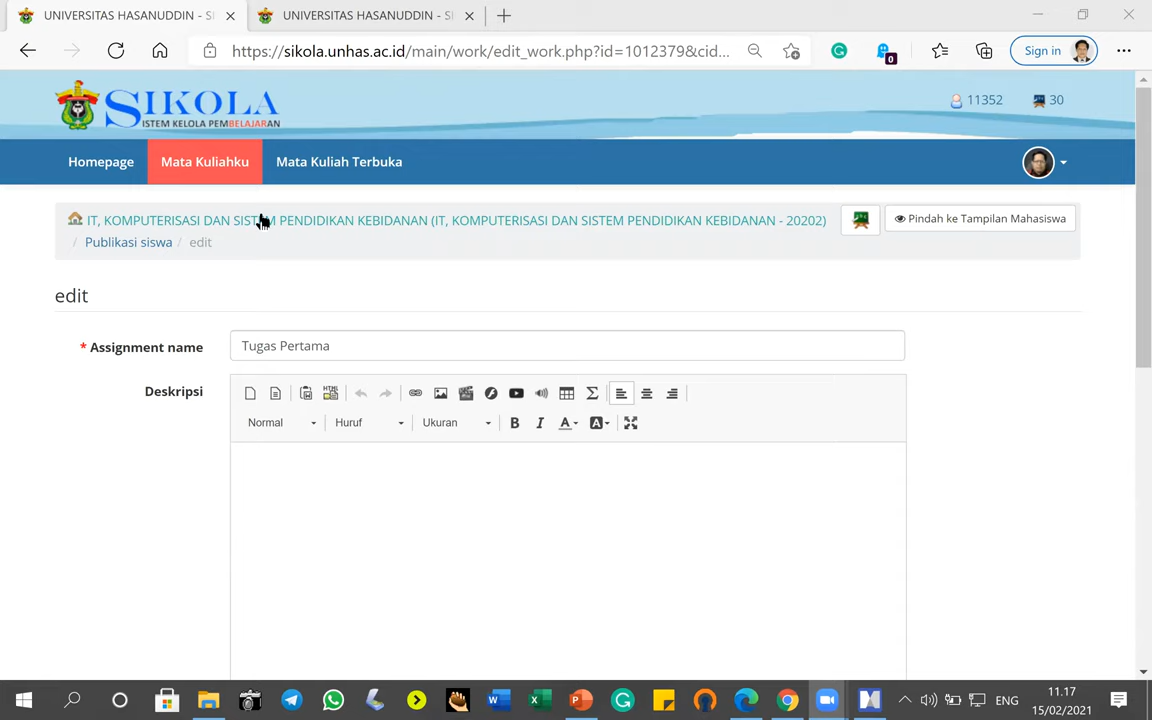 UNIVERSITAS HASANUDDIN - SI
UNIVERSITAS HASANUDDIN - SI
https://sikola.unhas.ac.id/main/work/edit_work.php?id=1012379&cid...
0
Sign in
SIKOLA
ISTEM KELOLA PEMBELAJARAN
11352
30
Homepage
Mata Kuliahku
Mata Kuliah Terbuka
IT, KOMPUTERISASI DAN SISTEM PENDIDIKAN KEBIDANAN (IT, KOMPUTERISASI DAN SISTEM PENDIDIKAN KEBIDANAN - 20202)
Pindah ke Tampilan Mahasiswa
/ Publikasi siswa / edit
edit
* Assignment name
Tugas Pertama
Deskripsi
Normal
Huruf
Ukuran
B I A A
ENG
11.17
15/02/2021